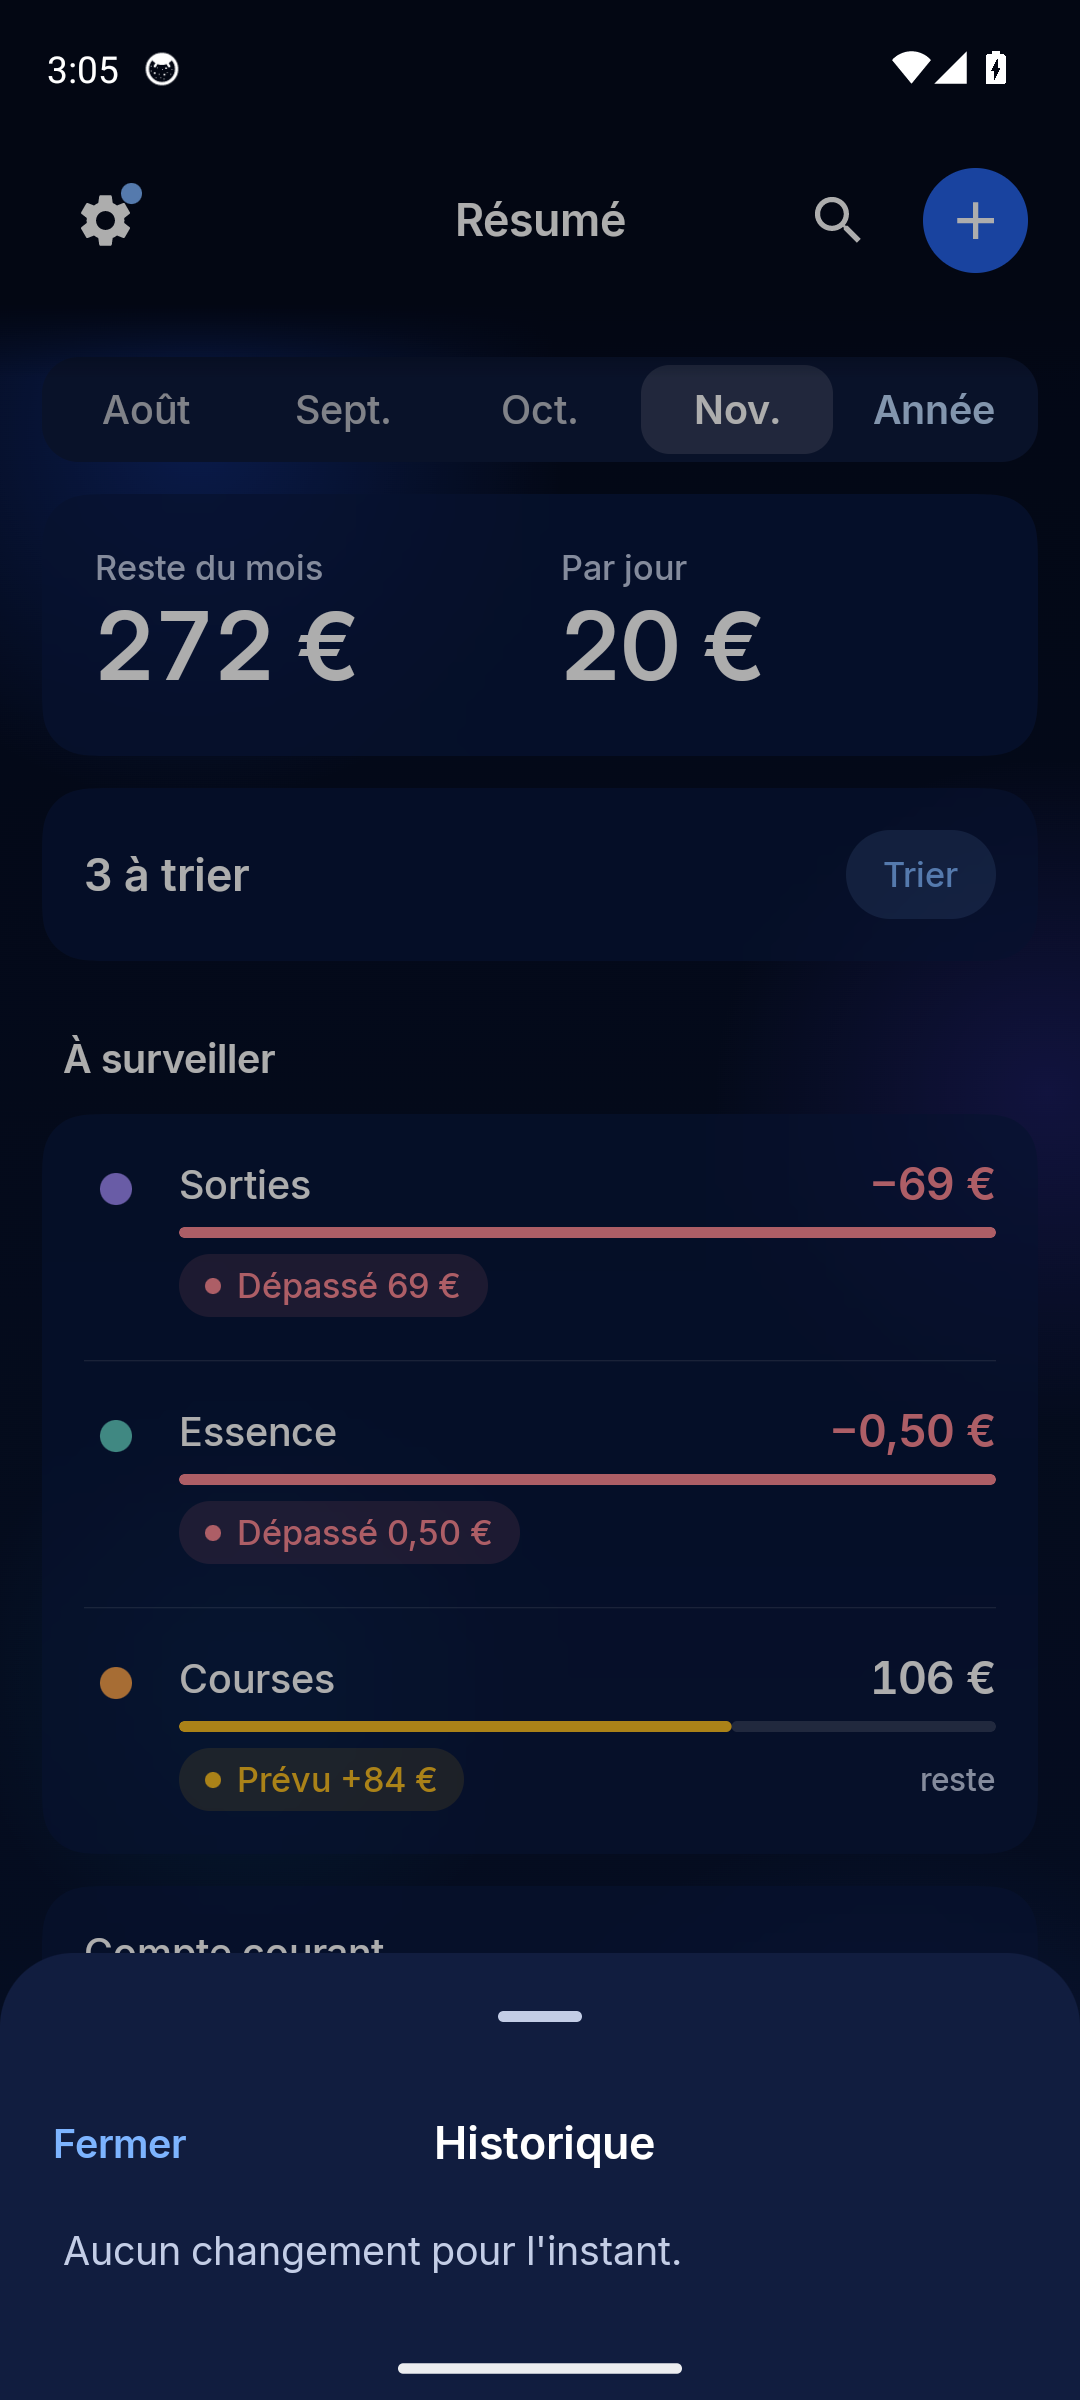 3:05
Résumé
Août Sept. Oct. Nov. Année
Reste du mois Par jour
272 € 20 €
3 à trier Trier
À surveiller
Sorties −69 €
Dépassé 69 €
Essence −0,50 €
Dépassé 0,50 €
Courses 106 €
Prévu +84 € reste
Compte courant
Fermer Historique
Aucun changement pour l'instant.